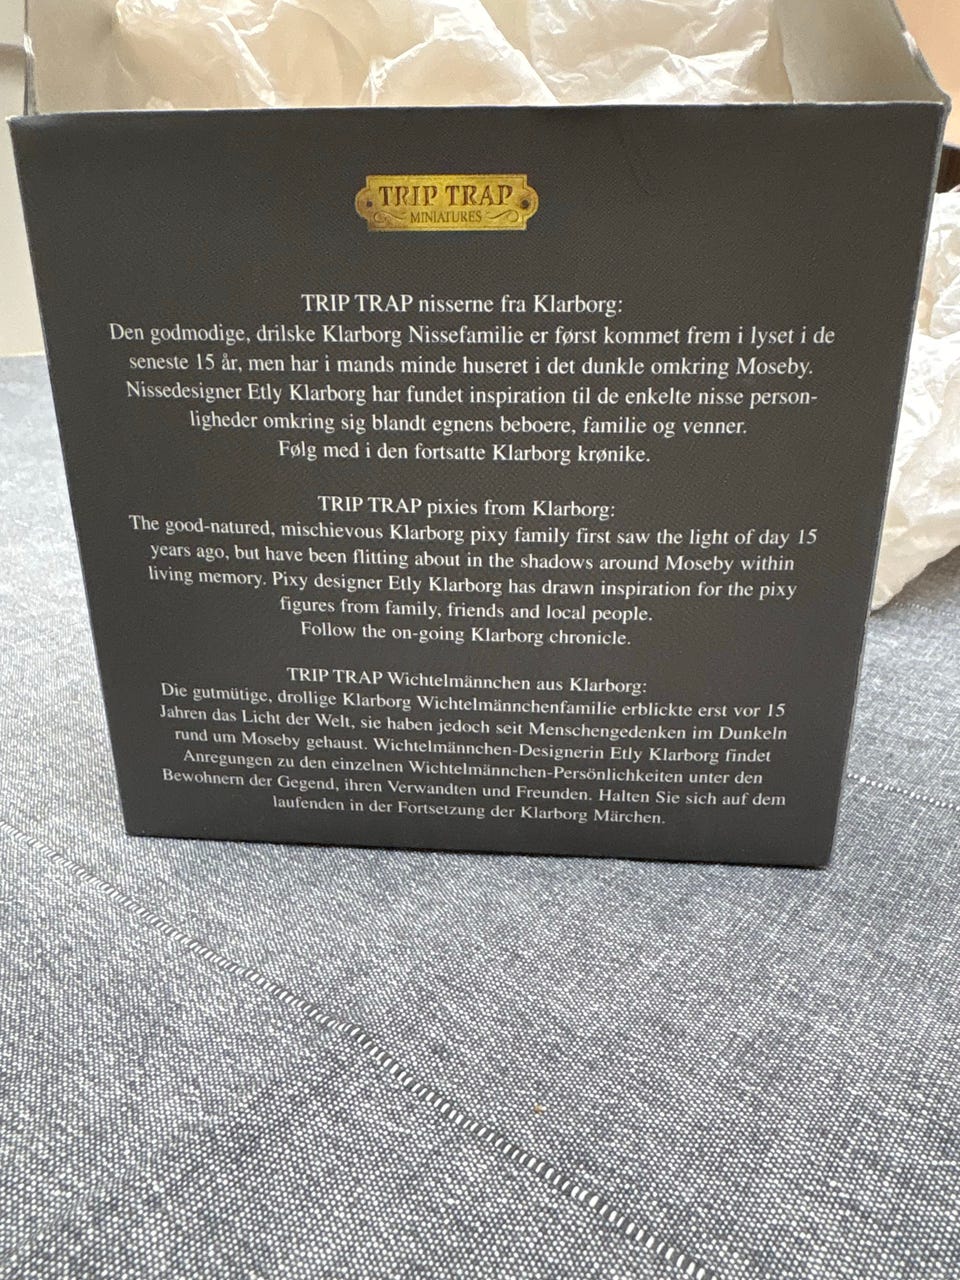 TRIP TRAP
MINIATURES
TRIP TRAP nisserne fra Klarborg:
Den godmodige, drilske Klarborg Nissefamilie er først kommet frem i lyset i de
seneste 15 år, men har i mands minde huseret i det dunkle omkring Moseby.
Nissedesigner Etly Klarborg har fundet inspiration til de enkelte nisse person-
ligheder omkring sig blandt egnens beboere, familie og venner.
Følg med i den fortsatte Klarborg krønike.
TRIP TRAP pixies from Klarborg:
The good-natured, mischievous Klarborg pixy family first saw the light of day 15
years ago, but have been flitting about in the shadows around Moseby within
living memory. Pixy designer Etly Klarborg has drawn inspiration for the pixy
figures from family, friends and local people.
Follow the on-going Klarborg chronicle.
TRIP TRAP Wichtelmännchen aus Klarborg:
Die gutmütige, drollige Klarborg Wichtelmännchenfamilie erblickte erst vor 15
Jahren das Licht der Welt, sie haben jedoch seit Menschengedenken im Dunkeln
rund um Moseby gehaust. Wichtelmännchen-Designerin Etly Klarborg findet
Anregungen zu den einzelnen Wichtelmännchen-Persönlichkeiten unter den
Bewohnern der Gegend, ihren Verwandten und Freunden. Halten Sie sich auf dem
laufenden in der Fortsetzung der Klarborg Märchen.